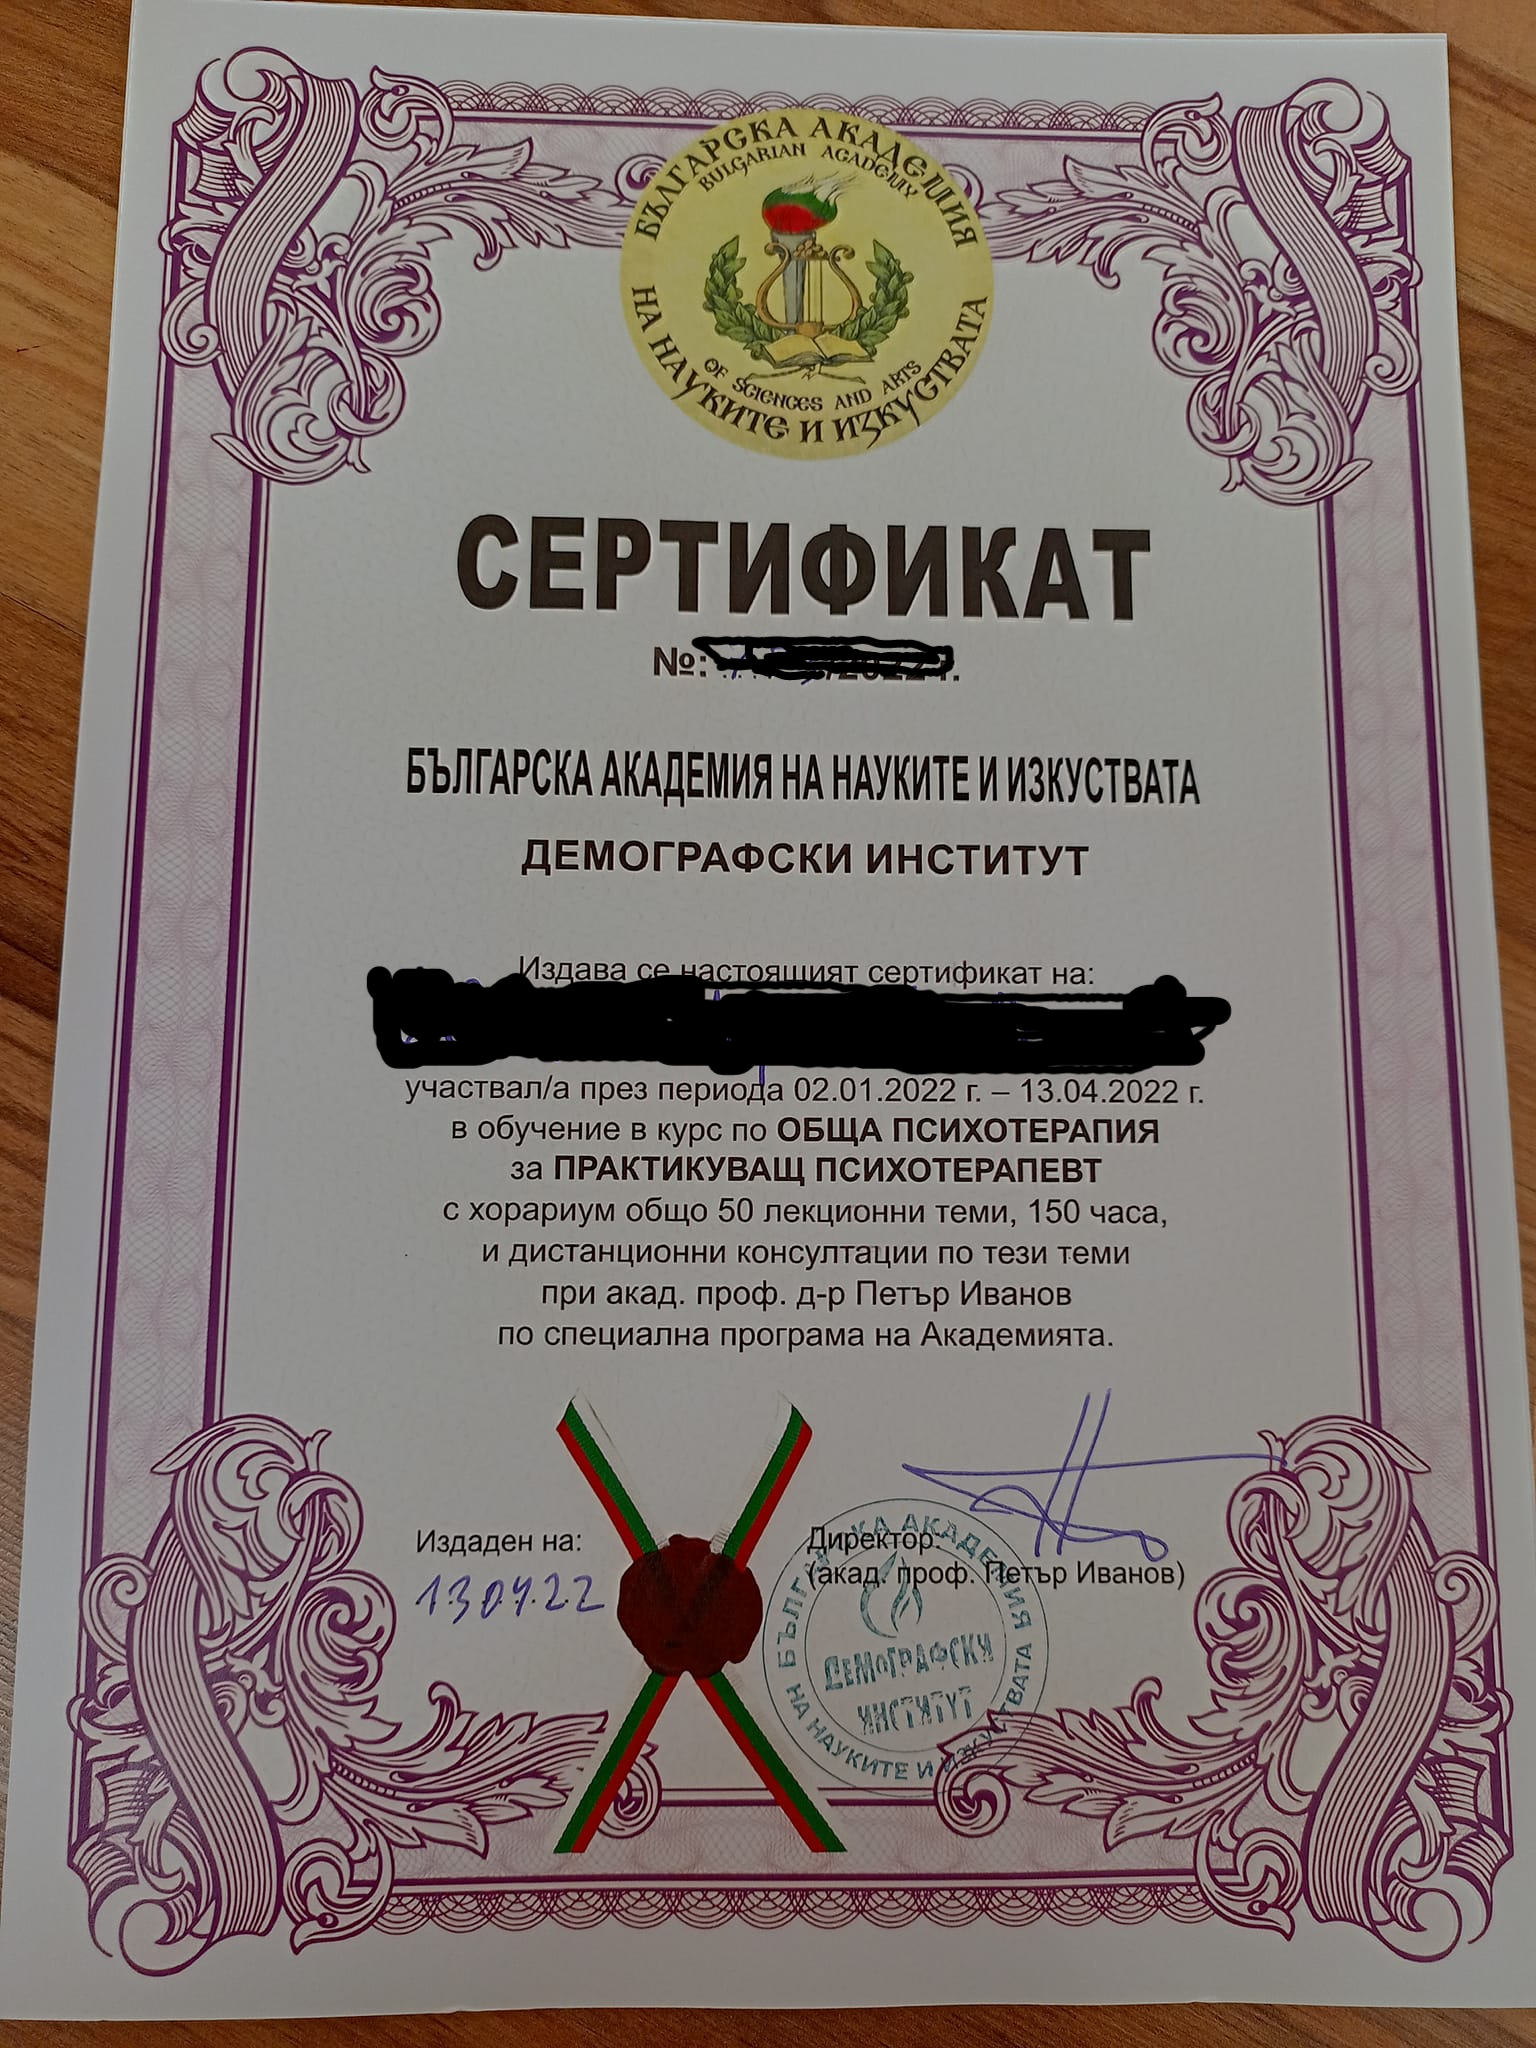 БЪЛГАРСКА АКАДЕМИЯ
BULGARIAN ACADEMY
OF SCIENCES AND ARTS
НА НАУКИТЕ И ИЗКУСТВАТА
СЕРТИФИКАТ
№:
БЪЛГАРСКА АКАДЕМИЯ НА НАУКИТЕ И ИЗКУСТВАТА
ДЕМОГРАФСКИ ИНСТИТУТ
Издава се настоящият сертификат на:
участвал/а през периода 02.01.2022 г. – 13.04.2022 г.
в обучение в курс по ОБЩА ПСИХОТЕРАПИЯ
за ПРАКТИКУВАЩ ПСИХОТЕРАПЕВТ
с хорариум общо 50 лекционни теми, 150 часа,
и дистанционни консултации по тези теми
при акад. проф. д-р Петър Иванов
по специална програма на Академията.
Издаден на:
13.04.22
Директор:
(акад. проф. Петър Иванов)
БЪЛГАРСКА АКАДЕМИЯ
ДЕМОГРАФСКИ
ИНСТИТУТ
НА НАУКИТЕ И ИЗКУСТВАТА